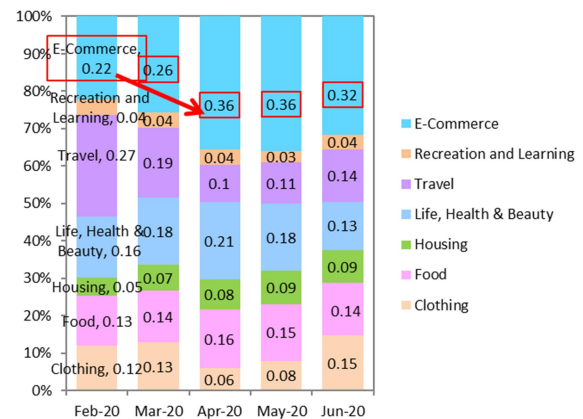 100%
90%
80%
70%
60%
50%
40%
30%
20%
10%
0%
E-Commerce,
0.22
0.26
0.36
0.36
0.32
Recreation and
Learning, 0.04
0.04
0.04
0.03
0.04
Travel, 0.27
0.19
0.1
0.11
0.14
Life, Health &
Beauty, 0.16
0.18
0.21
0.18
0.13
Housing, 0.05
0.07
0.08
0.09
0.09
Food, 0.13
0.14
0.16
0.15
0.14
Clothing, 0.12
0.13
0.06
0.08
0.15
Feb-20 Mar-20 Apr-20 May-20 Jun-20
E-Commerce
Recreation and Learning
Travel
Life, Health & Beauty
Housing
Food
Clothing